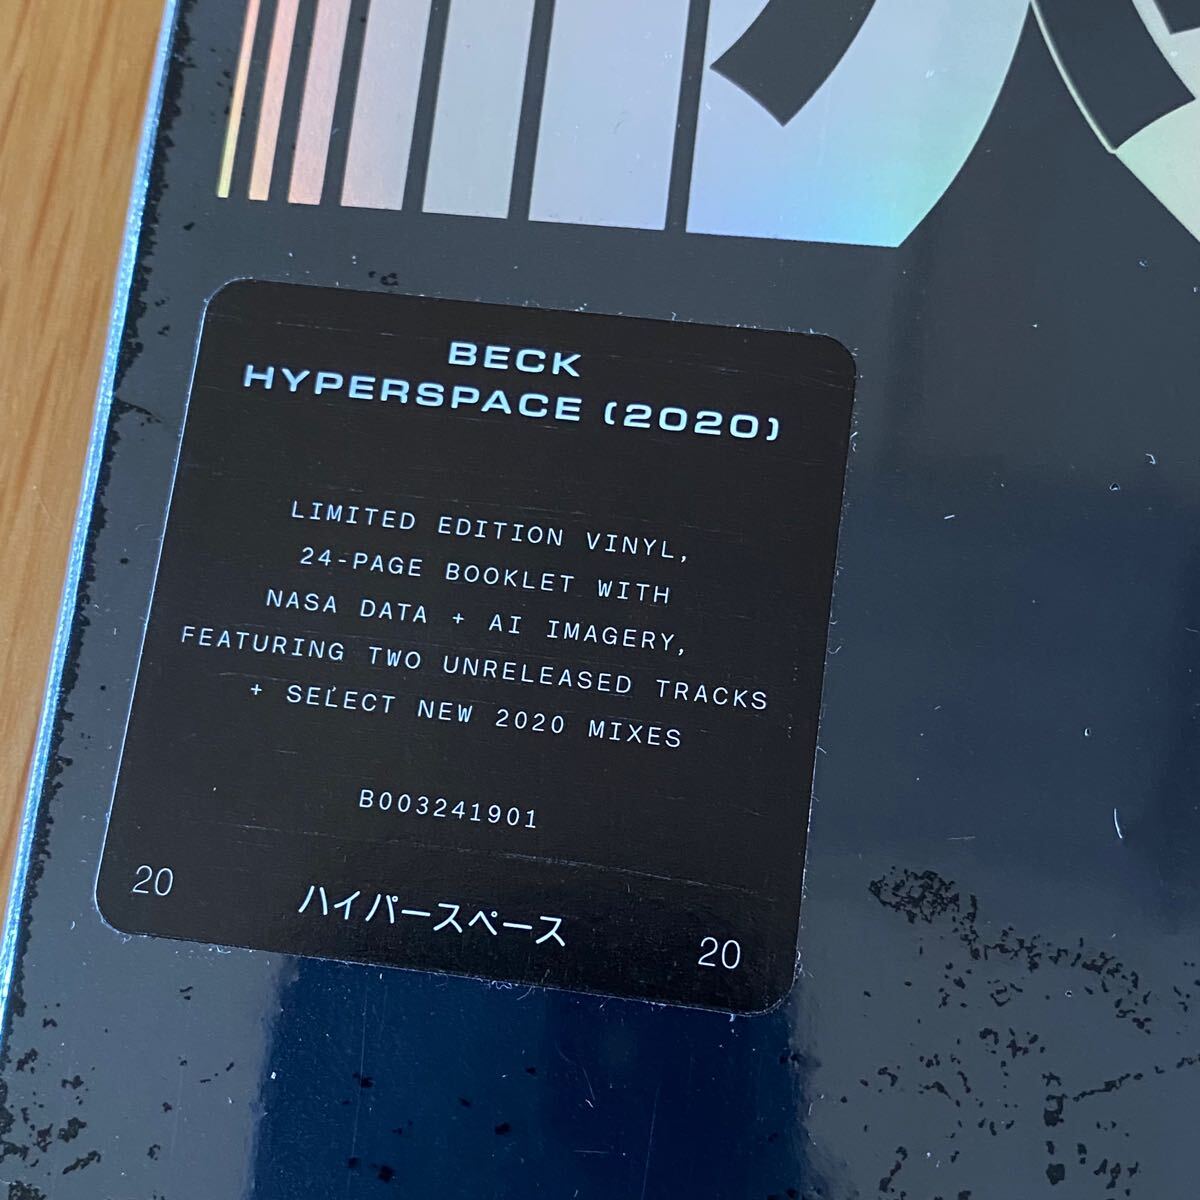 BECK
HYPERSPACE (2020)
LIMITED EDITION VINYL,
24-PAGE BOOKLET WITH
NASA DATA + AI IMAGERY,
FEATURING TWO UNRELEASED TRACKS
+ SELECT NEW 2020 MIXES
B003241901
20
ハイパースペース
20